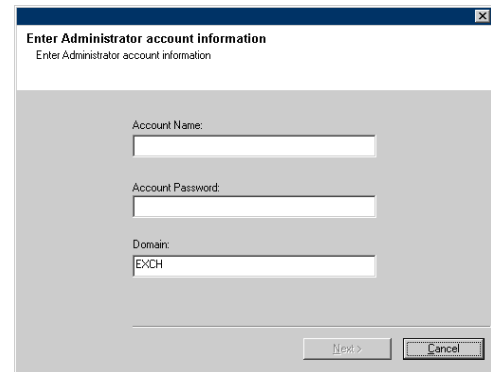 Enter Administrator account information
Enter Administrator account information
Account Name:
Account Password:
Domain:
EXCH
Next >
Cancel